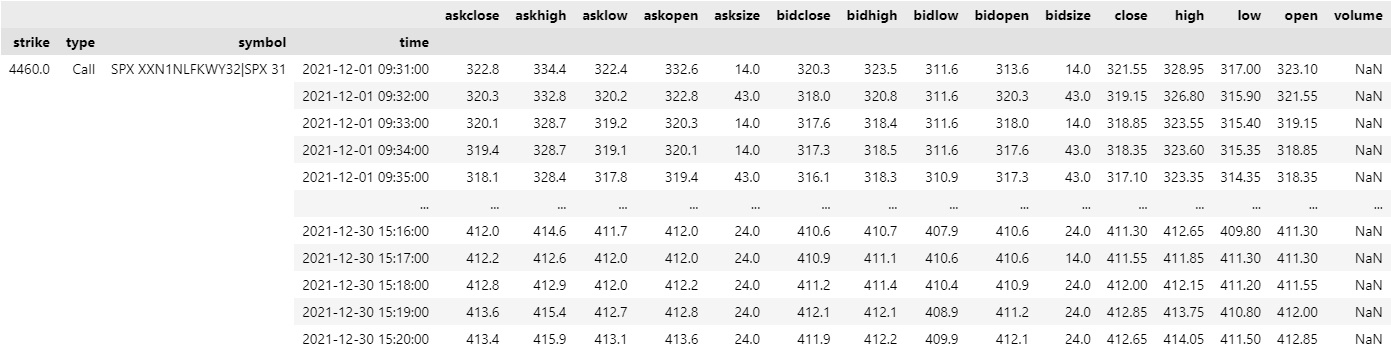 askclose askhigh asklow askopen asksize bidclose bidhigh bidlow bidopen bidsize close high low open volume
strike type symbol time
4460.0 Call SPX XXN1NLFKWY32|SPX 31 2021-12-01 09:31:00 322.8 334.4 322.4 332.6 14.0 320.3 323.5 311.6 313.6 14.0 321.55 328.95 317.00 323.10 NaN
2021-12-01 09:32:00 320.3 332.8 320.2 322.8 43.0 318.0 320.8 311.6 320.3 43.0 319.15 326.80 315.90 321.55 NaN
2021-12-01 09:33:00 320.1 328.7 319.2 320.3 14.0 317.6 318.4 311.6 318.0 14.0 318.85 323.55 315.40 319.15 NaN
2021-12-01 09:34:00 319.4 328.7 319.1 320.1 14.0 317.3 318.5 311.6 317.6 43.0 318.35 323.60 315.35 318.85 NaN
2021-12-01 09:35:00 318.1 328.4 317.8 319.4 43.0 316.1 318.3 310.9 317.3 43.0 317.10 323.35 314.35 318.35 NaN
... ... ... ... ... ... ... ... ... ... ... ... ... ... ... ...
2021-12-30 15:16:00 412.0 414.6 411.7 412.0 24.0 410.6 410.7 407.9 410.6 24.0 411.30 412.65 409.80 411.30 NaN
2021-12-30 15:17:00 412.2 412.6 412.0 412.0 24.0 410.9 411.1 410.6 410.6 14.0 411.55 411.85 411.30 411.30 NaN
2021-12-30 15:18:00 412.8 412.9 412.0 412.2 24.0 411.2 411.4 410.4 410.9 24.0 412.00 412.15 411.20 411.55 NaN
2021-12-30 15:19:00 413.6 415.4 412.7 412.8 24.0 412.1 412.1 408.9 411.2 24.0 412.85 413.75 410.80 412.00 NaN
2021-12-30 15:20:00 413.4 415.9 413.1 413.6 24.0 411.9 412.2 409.9 412.1 24.0 412.65 414.05 411.50 412.85 NaN